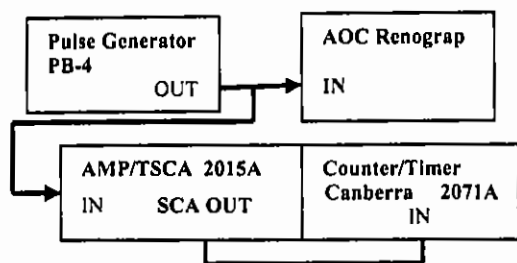 Pulse Generator
PB-4
OUT
AOC Renograp
IN
AMP/TSCA 2015A
IN SCA OUT
Counter/Timer
Canberra 2071A
IN